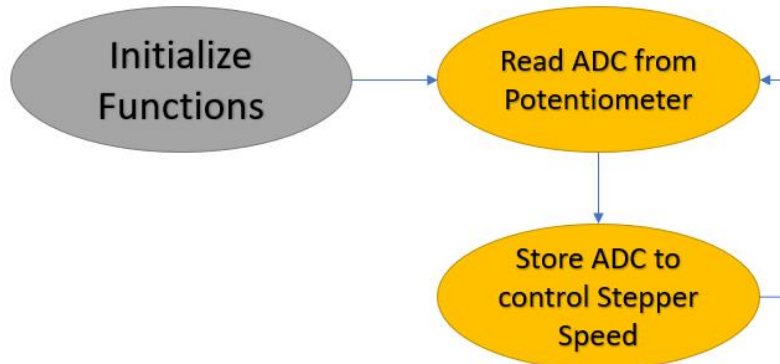 Initialize
Functions
Read ADC from
Potentiometer
Store ADC to
control Stepper
Speed